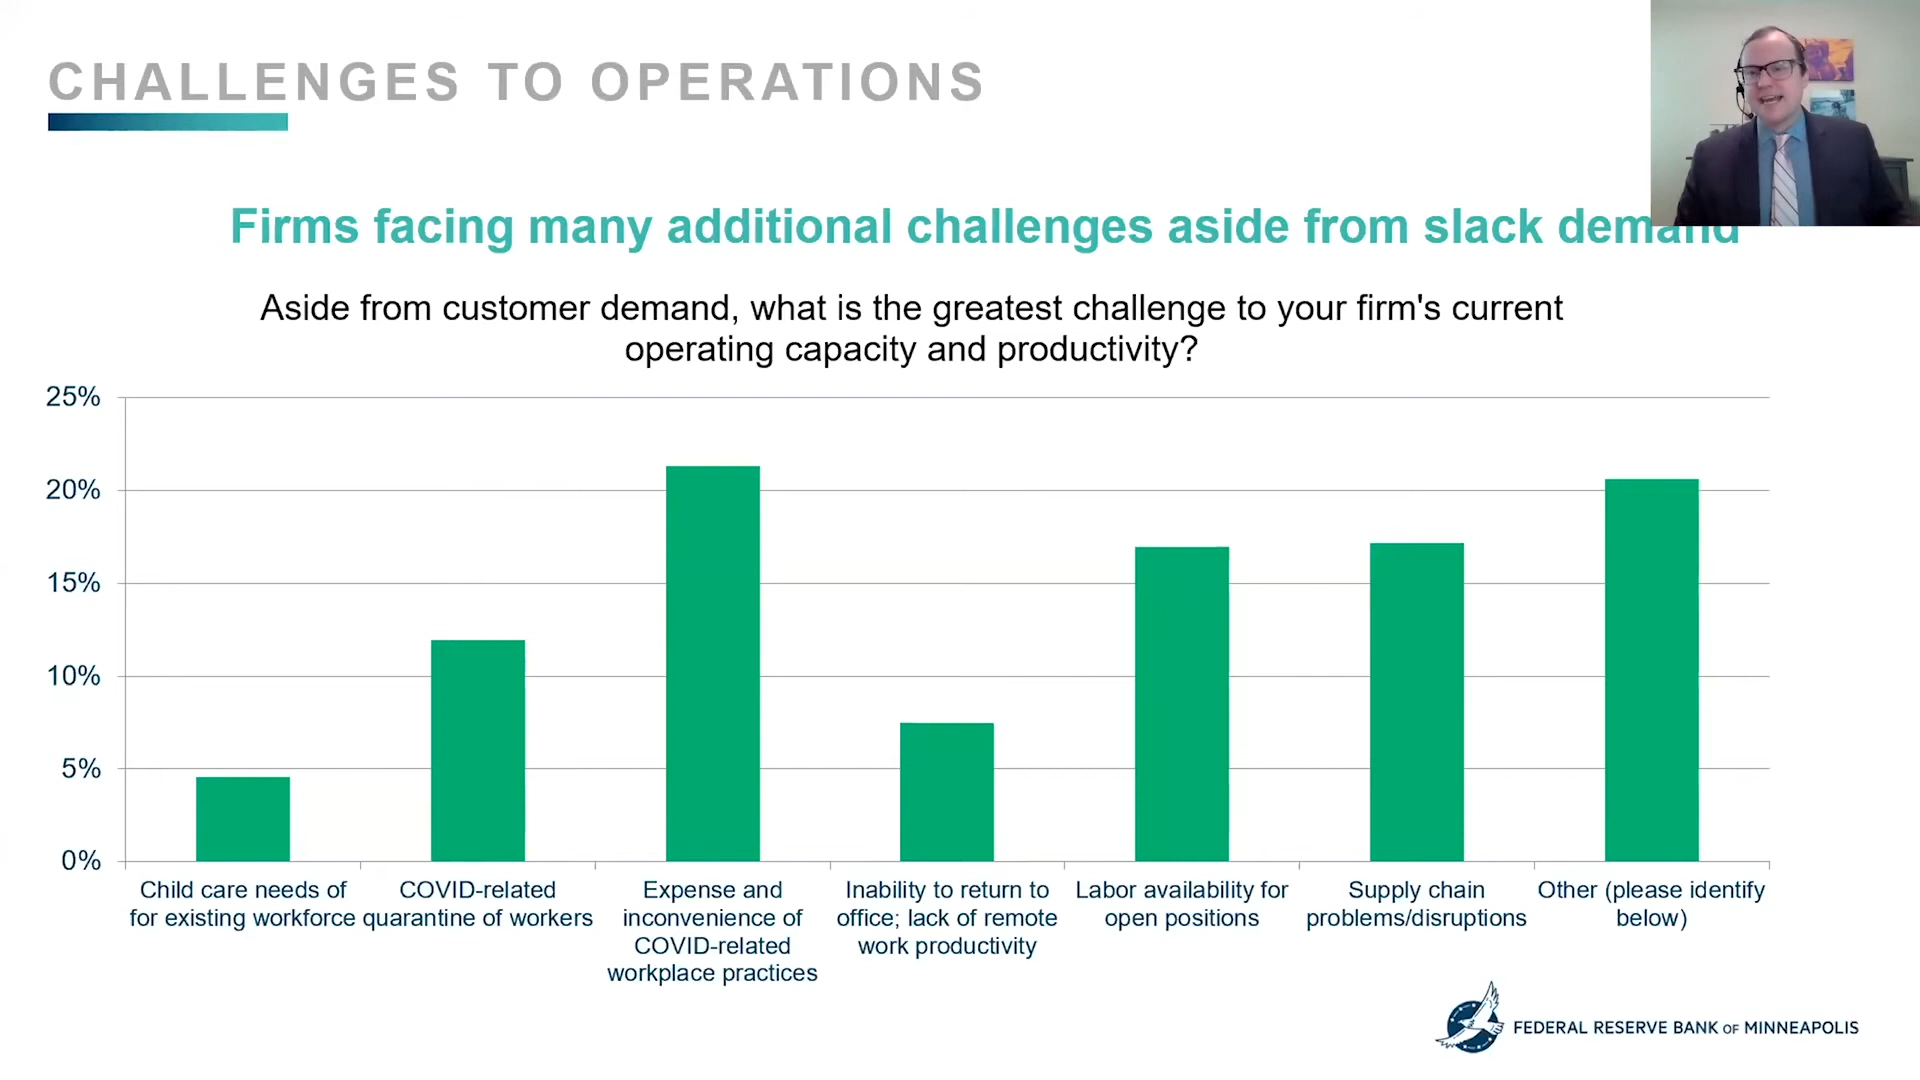 CHALLENGES TO OPERATIONS
Firms facing many additional challenges aside from slack demand
Aside from customer demand, what is the greatest challenge to your firm's current
operating capacity and productivity?
25%
20%
15%
10%
5%
0%
Child care needs of
for existing workforce
COVID-related
quarantine of workers
Expense and
inconvenience of
COVID-related
workplace practices
Inability to return to
office; lack of remote
work productivity
Labor availability for
open positions
Supply chain
problems/disruptions
Other (please identify
below)
FEDERAL RESERVE BANK OF MINNEAPOLIS